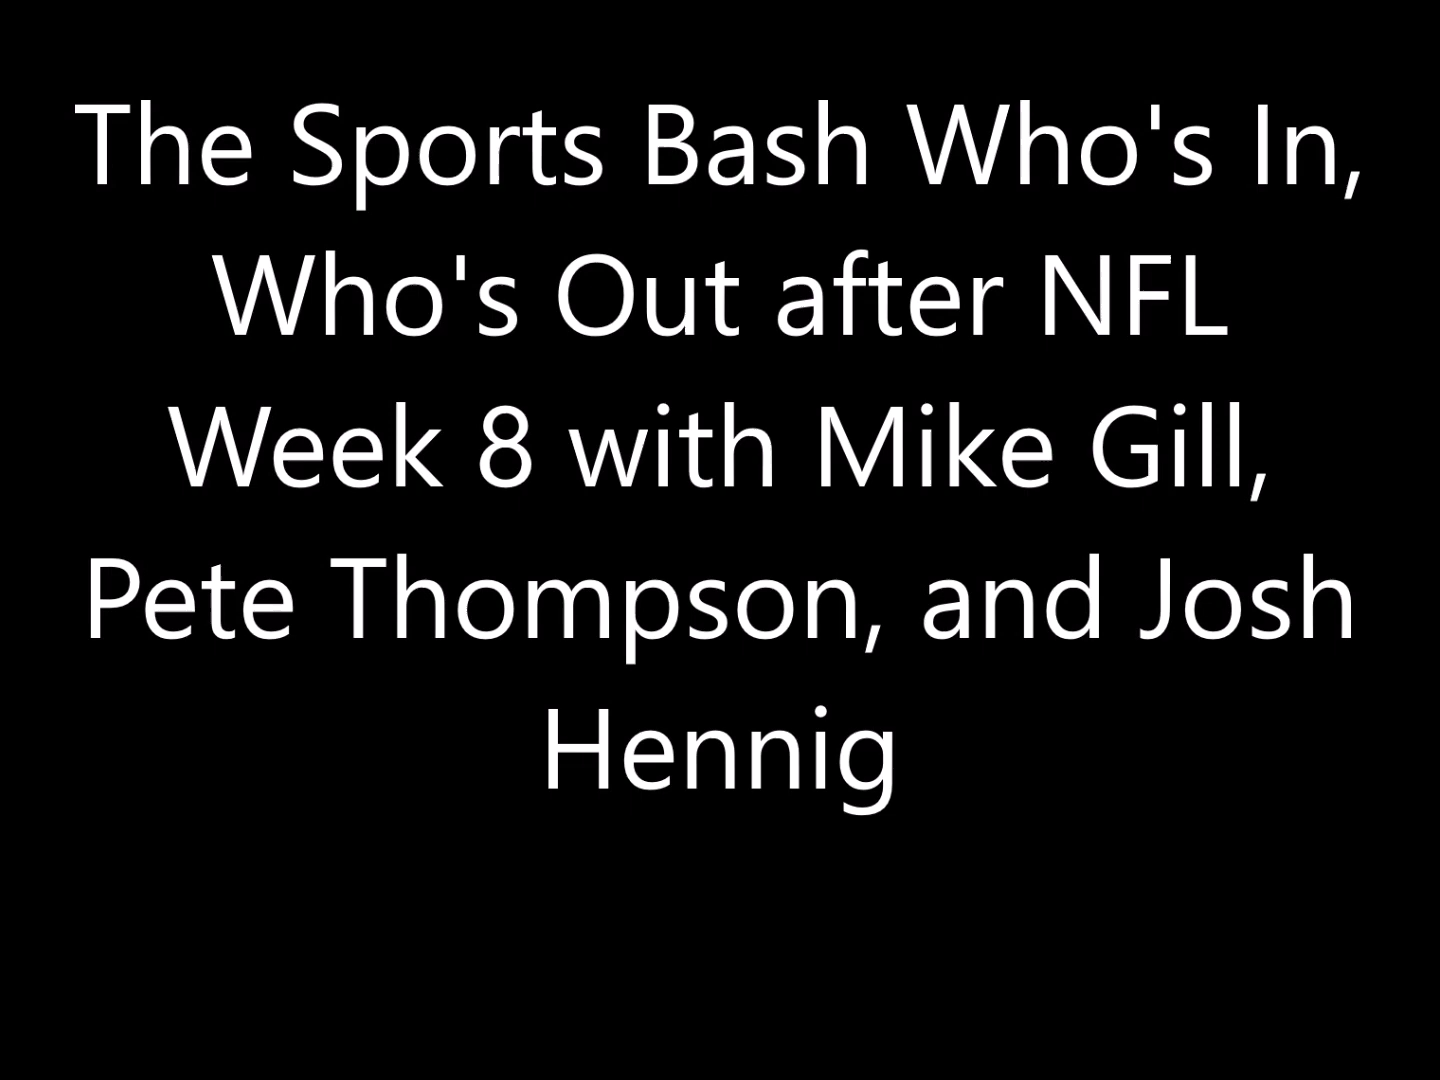 The Sports Bash Who's In,
Who's Out after NFL
Week 8 with Mike Gill,
Pete Thompson, and Josh
Hennig